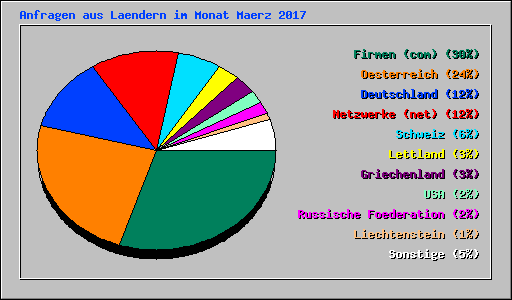 Anfragen aus Laendern im Monat Maerz 2017
Firmen (com) (30%)
Oesterreich (24%)
Deutschland (12%)
Netzwerke (net) (12%)
Schweiz (6%)
Lettland (3%)
Griechenland (3%)
USA (2%)
Russische Foederation (2%)
Liechtenstein (1%)
Sonstige (5%)